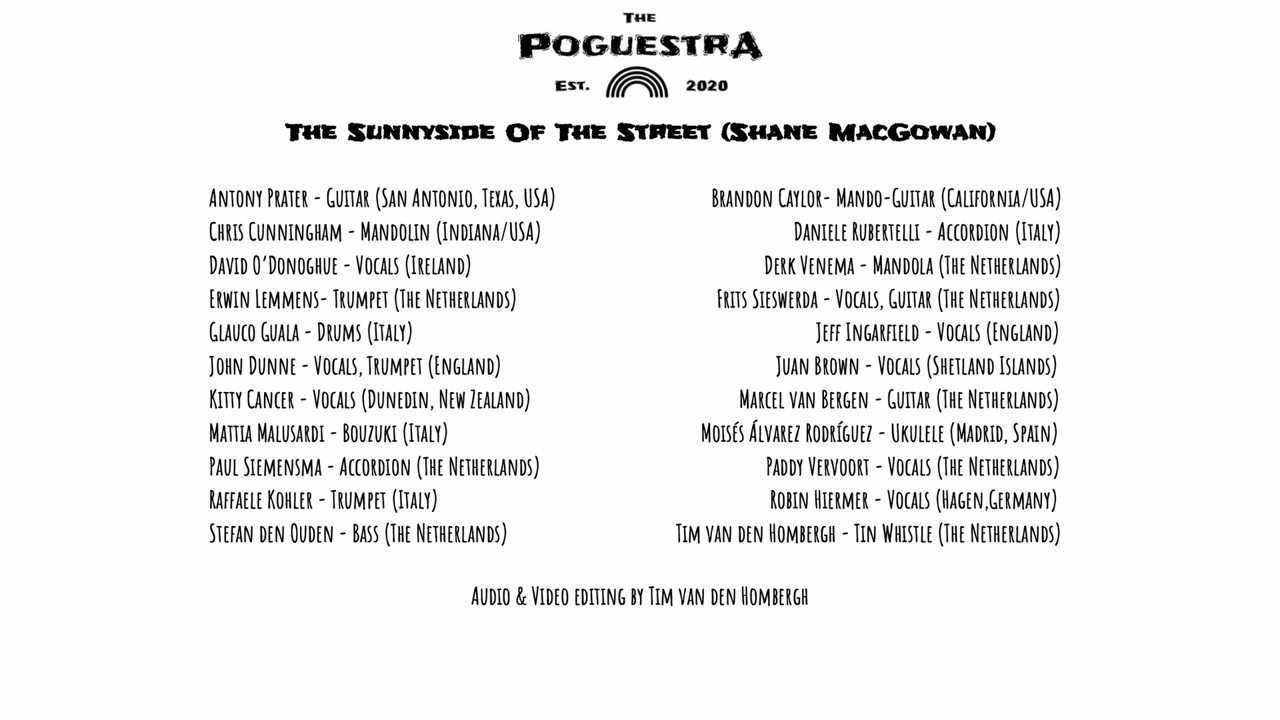 The
Poguestra
Est. 2020
The Sunnyside Of The Street (Shane MacGowan)
Antony Prater - Guitar (San Antonio, Texas, USA)
Chris Cunningham - Mandolin (Indiana/USA)
David O'Donoghue - Vocals (Ireland)
Erwin Lemmens- Trumpet (The Netherlands)
Glauco Guala - Drums (Italy)
John Dunne - Vocals, Trumpet (England)
Kitty Cancer - Vocals (Dunedin, New Zealand)
Mattia Malusardi - Bouzuki (Italy)
Paul Siemensma - Accordion (The Netherlands)
Raffaele Kohler - Trumpet (Italy)
Stefan den Ouden - Bass (The Netherlands)
Brandon Caylor- Mando-Guitar (California/USA)
Daniele Rubertelli - Accordion (Italy)
Derk Venema - Mandola (The Netherlands)
Frits Sieswerda - Vocals, Guitar (The Netherlands)
Jeff Ingarfield - Vocals (England)
Juan Brown - Vocals (Shetland Islands)
Marcel van Bergen - Guitar (The Netherlands)
Moisés Álvarez Rodríguez - Ukulele (Madrid, Spain)
Paddy Vervoort - Vocals (The Netherlands)
Robin Hiermer - Vocals (Hagen,Germany)
Tim van den Hombergh - Tin Whistle (The Netherlands)
Audio & Video editing by Tim van den Hombergh